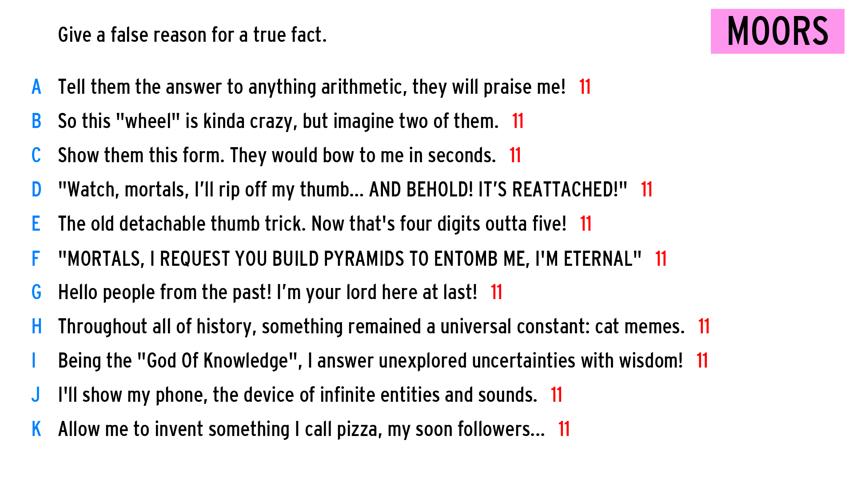 Give a false reason for a true fact.
MOORS
A Tell them the answer to anything arithmetic, they will praise me! 11
B So this "wheel" is kinda crazy, but imagine two of them. 11
C Show them this form. They would bow to me in seconds. 11
D "Watch, mortals, I’ll rip off my thumb... AND BEHOLD! IT’S REATTACHED!" 11
E The old detachable thumb trick. Now that's four digits outta five! 11
F "MORTALS, I REQUEST YOU BUILD PYRAMIDS TO ENTOMB ME, I'M ETERNAL" 11
G Hello people from the past! I’m your lord here at last! 11
H Throughout all of history, something remained a universal constant: cat memes. 11
I Being the "God Of Knowledge", I answer unexplored uncertainties with wisdom! 11
J I'll show my phone, the device of infinite entities and sounds. 11
K Allow me to invent something I call pizza, my soon followers... 11